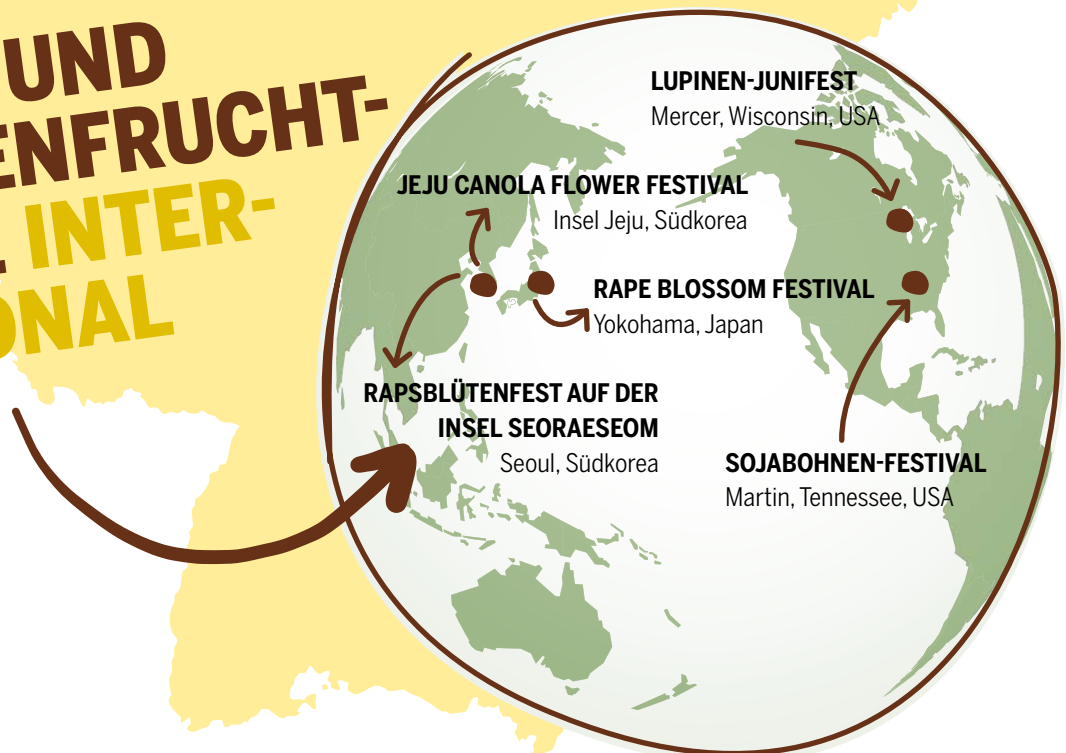 UND
ENFRUCHT-
INTER-
ONAL
LUPINEN-JUNIFEST
Mercer, Wisconsin, USA
JEJU CANOLA FLOWER FESTIVAL
Insel Jeju, Südkorea
RAPE BLOSSOM FESTIVAL
Yokohama, Japan
RAPSBLÜTENFEST AUF DER
INSEL SEORAESEOM
Seoul, Südkorea
SOJABOHNEN-FESTIVAL
Martin, Tennessee, USA